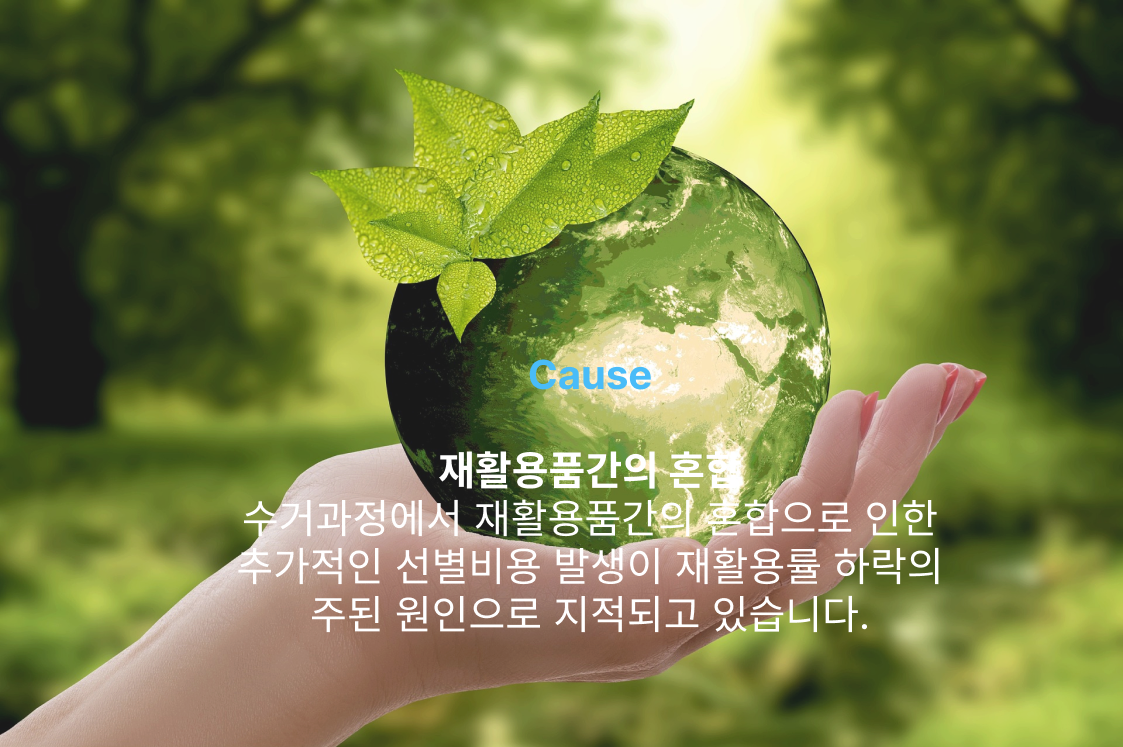 Cause
재활용품간의 혼합
수거과정에서 재활용품간의 혼합으로 인한
추가적인 선별비용 발생이 재활용률 하락의
주된 원인으로 지적되고 있습니다.